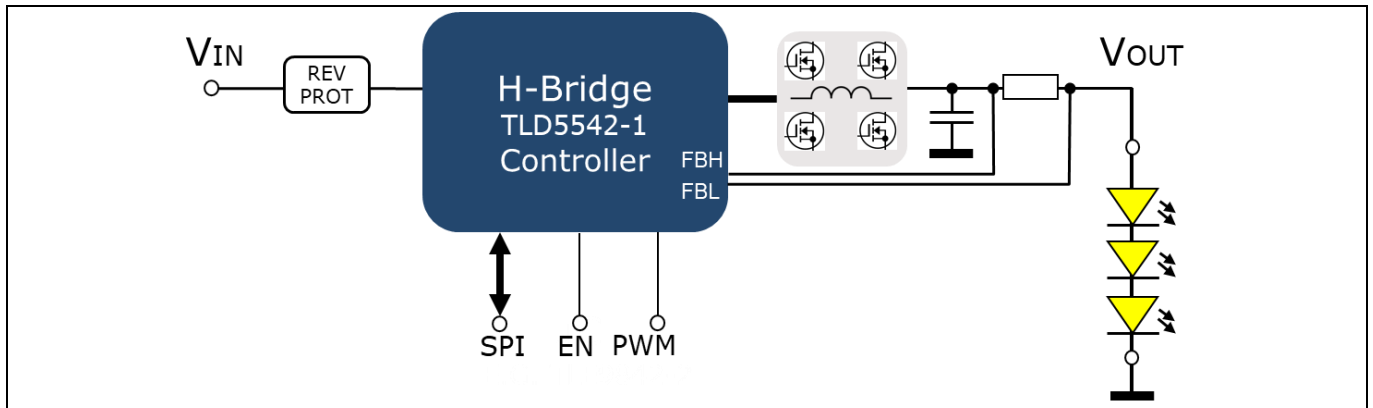 VIN
REV
PROT
H-Bridge
TLD5542-1
Controller
FBH
FBL
VOUT
SPI
EN
PWM